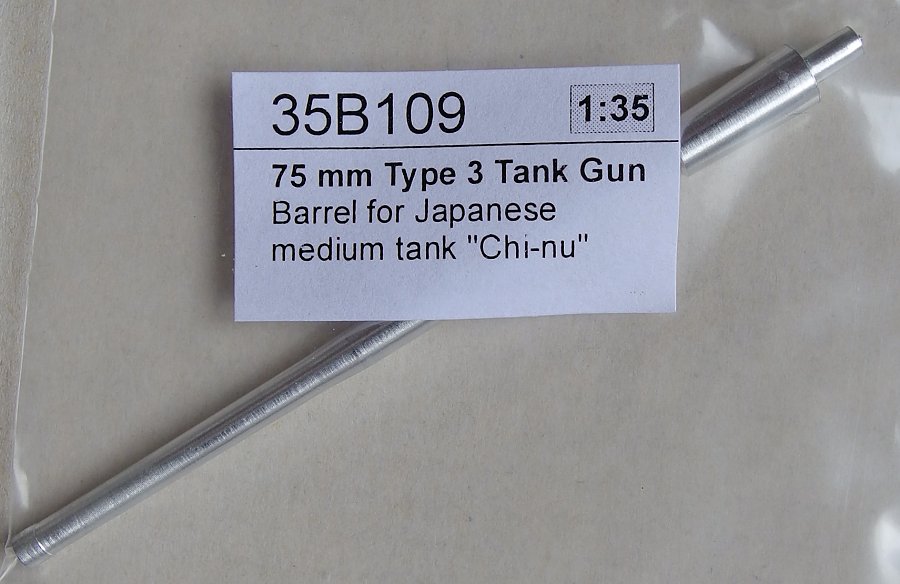 35B109 1:35
75 mm Type 3 Tank Gun
Barrel for Japanese
medium tank "Chi-nu"